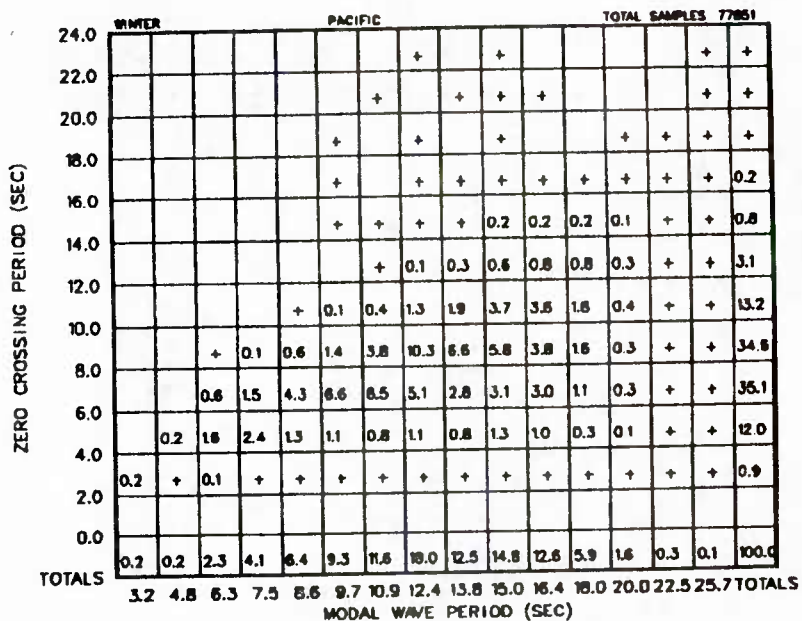 WINTER PACIFIC TOTAL SAMPLES
24.0
+ + + +
22.0
+ + + + + +
20.0
+ + + + + + +
18.0
+ + + + + + + + + 0.2
16.0
+ + + + 0.2 0.2 0.2 0.1 + + 0.8
14.0
+ 0.1 0.3 0.6 0.8 0.8 0.3 + + 3.1
12.0
+ 0.1 0.4 1.3 1.9 3.7 3.6 1.8 0.4 + + 13.2
10.0
+ 0.1 0.6 1.4 3.8 10.3 6.6 5.8 3.8 1.6 0.3 + + 34.6
8.0
0.6 1.5 4.3 6.6 6.5 5.1 2.8 3.1 3.0 1.1 0.3 + + 35.1
6.0
0.2 1.6 2.4 1.3 1.1 0.8 1.1 0.8 1.3 1.0 0.3 0.1 + + 12.0
4.0
0.2 + 0.1 + + + + + + + + + + + + 0.9
2.0
0.0
0.2 0.2 2.3 4.1 6.4 9.3 11.6 18.0 12.5 14.8 12.6 5.9 1.6 0.3 0.1 100.0
TOTALS
3.2 4.8 6.3 7.5 8.6 9.7 10.9 12.4 13.8 15.0 16.4 18.0 20.0 22.5 25.7 TOTALS
MODAL WAVE PERIOD (SEC)
ZERO CROSSING PERIOD (SEC)